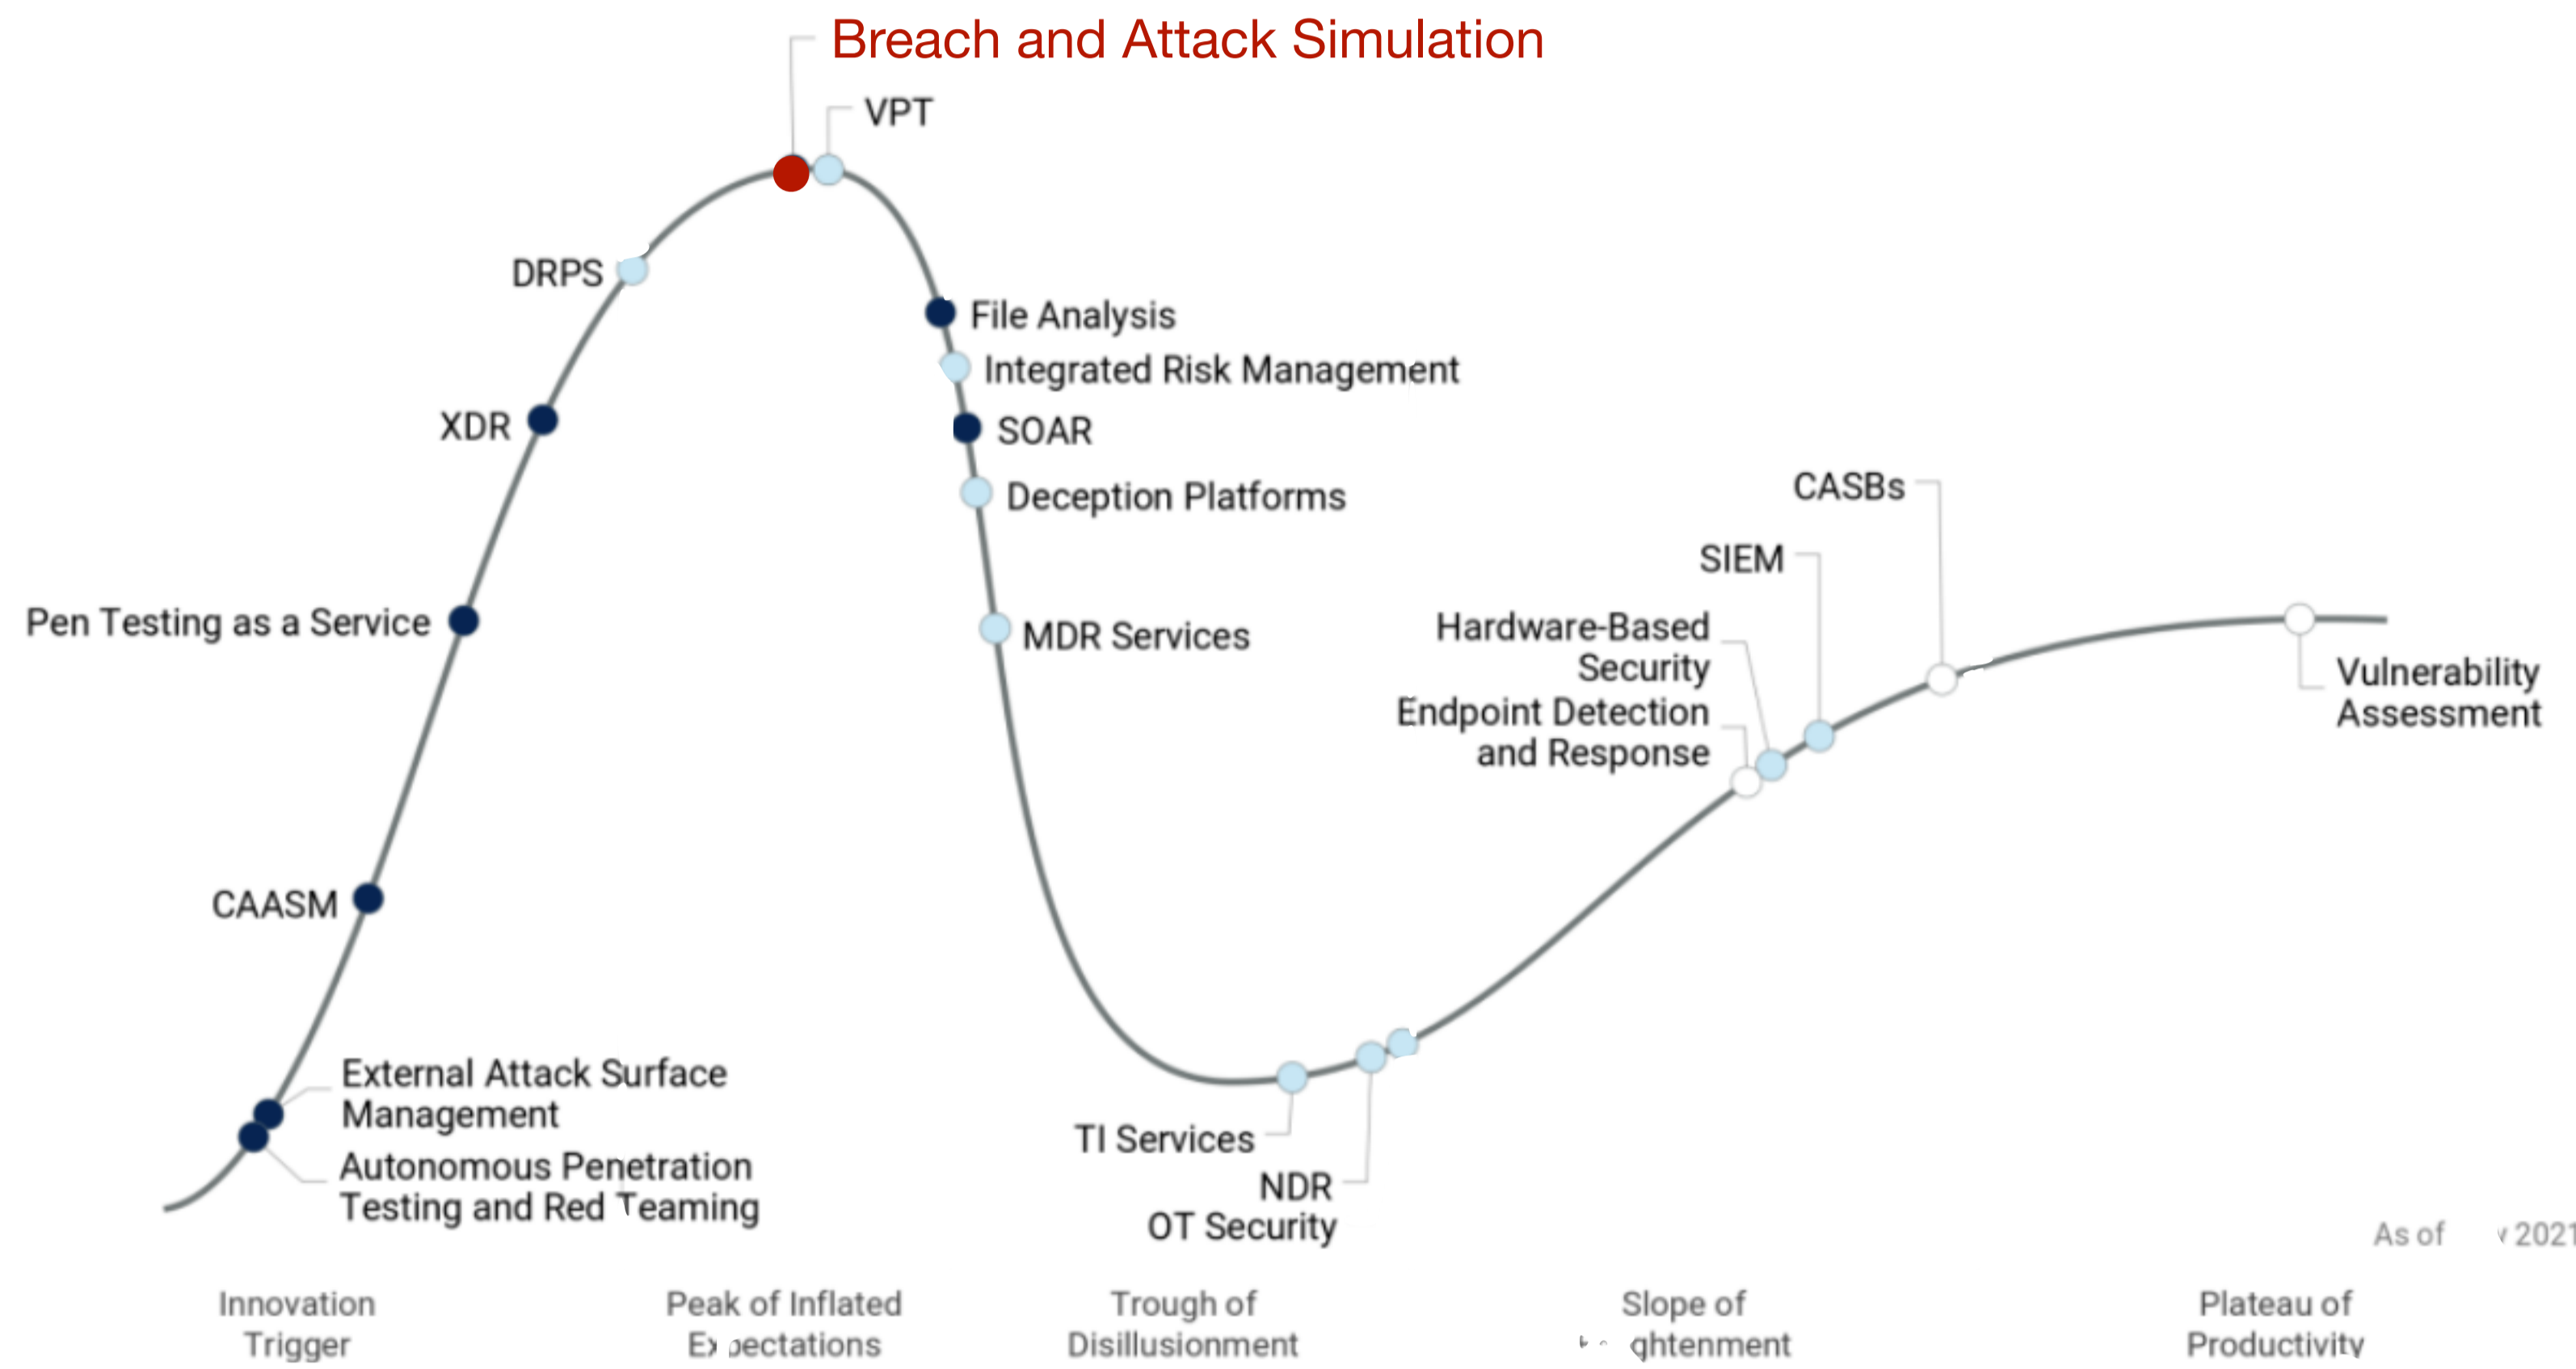 Breach and Attack Simulation
VPT
DRPS
File Analysis
Integrated Risk Management
XDR
SOAR
Deception Platforms
CASBs
SIEM
Pen Testing as a Service
MDR Services
Hardware-Based
Security
Endpoint Detection
and Response
Vulnerability
Assessment
CAASM
External Attack Surface
Management
Autonomous Penetration
Testing and Red Teaming
TI Services
NDR
OT Security
As of 2021
Innovation
Trigger
Peak of Inflated
Expectations
Trough of
Disillusionment
Slope of
Plateau of
Productivity